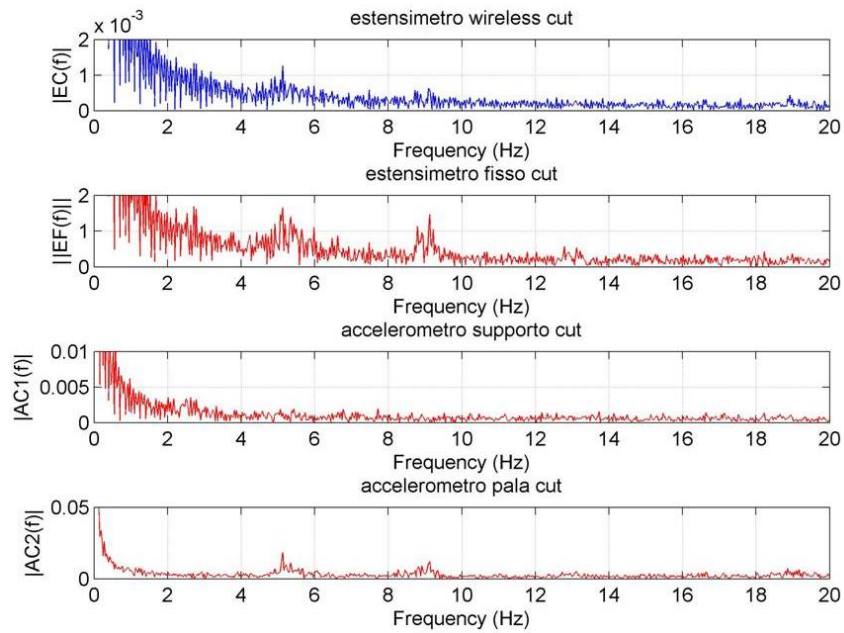 estensimetro wireless cut
x 10^-3
|EC(f)|
2
1
0
0 2 4 6 8 10 12 14 16 18 20
Frequency (Hz)
estensimetro fisso cut
||EF(f)||
2
1
0
0 2 4 6 8 10 12 14 16 18 20
Frequency (Hz)
accelerometro supporto cut
|AC1(f)|
0.01
0.005
0
0 2 4 6 8 10 12 14 16 18 20
Frequency (Hz)
accelerometro pala cut
|AC2(f)|
0.05
0
0 2 4 6 8 10 12 14 16 18 20
Frequency (Hz)